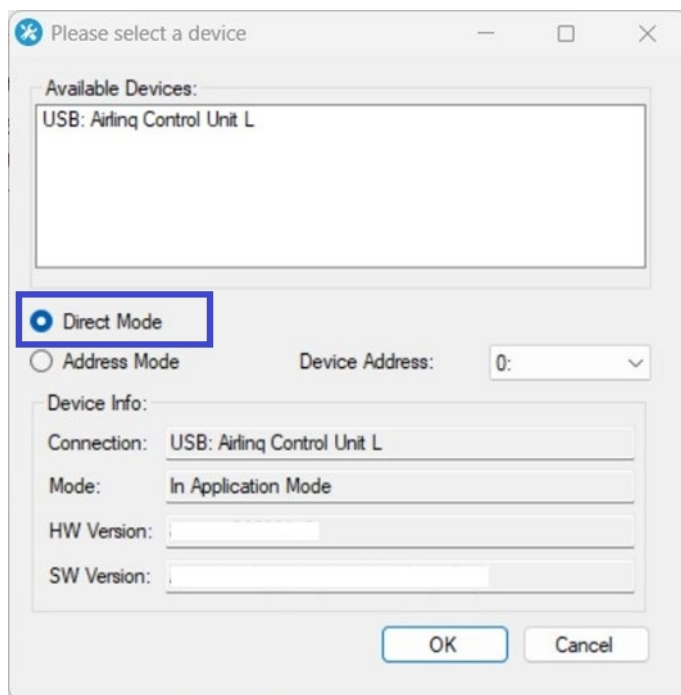 Please select a device
Available Devices:
USB: Airlinq Control Unit L
Direct Mode
Address Mode Device Address: 0:
Device Info:
Connection: USB: Airlinq Control Unit L
Mode: In Application Mode
HW Version:
SW Version:
OK Cancel